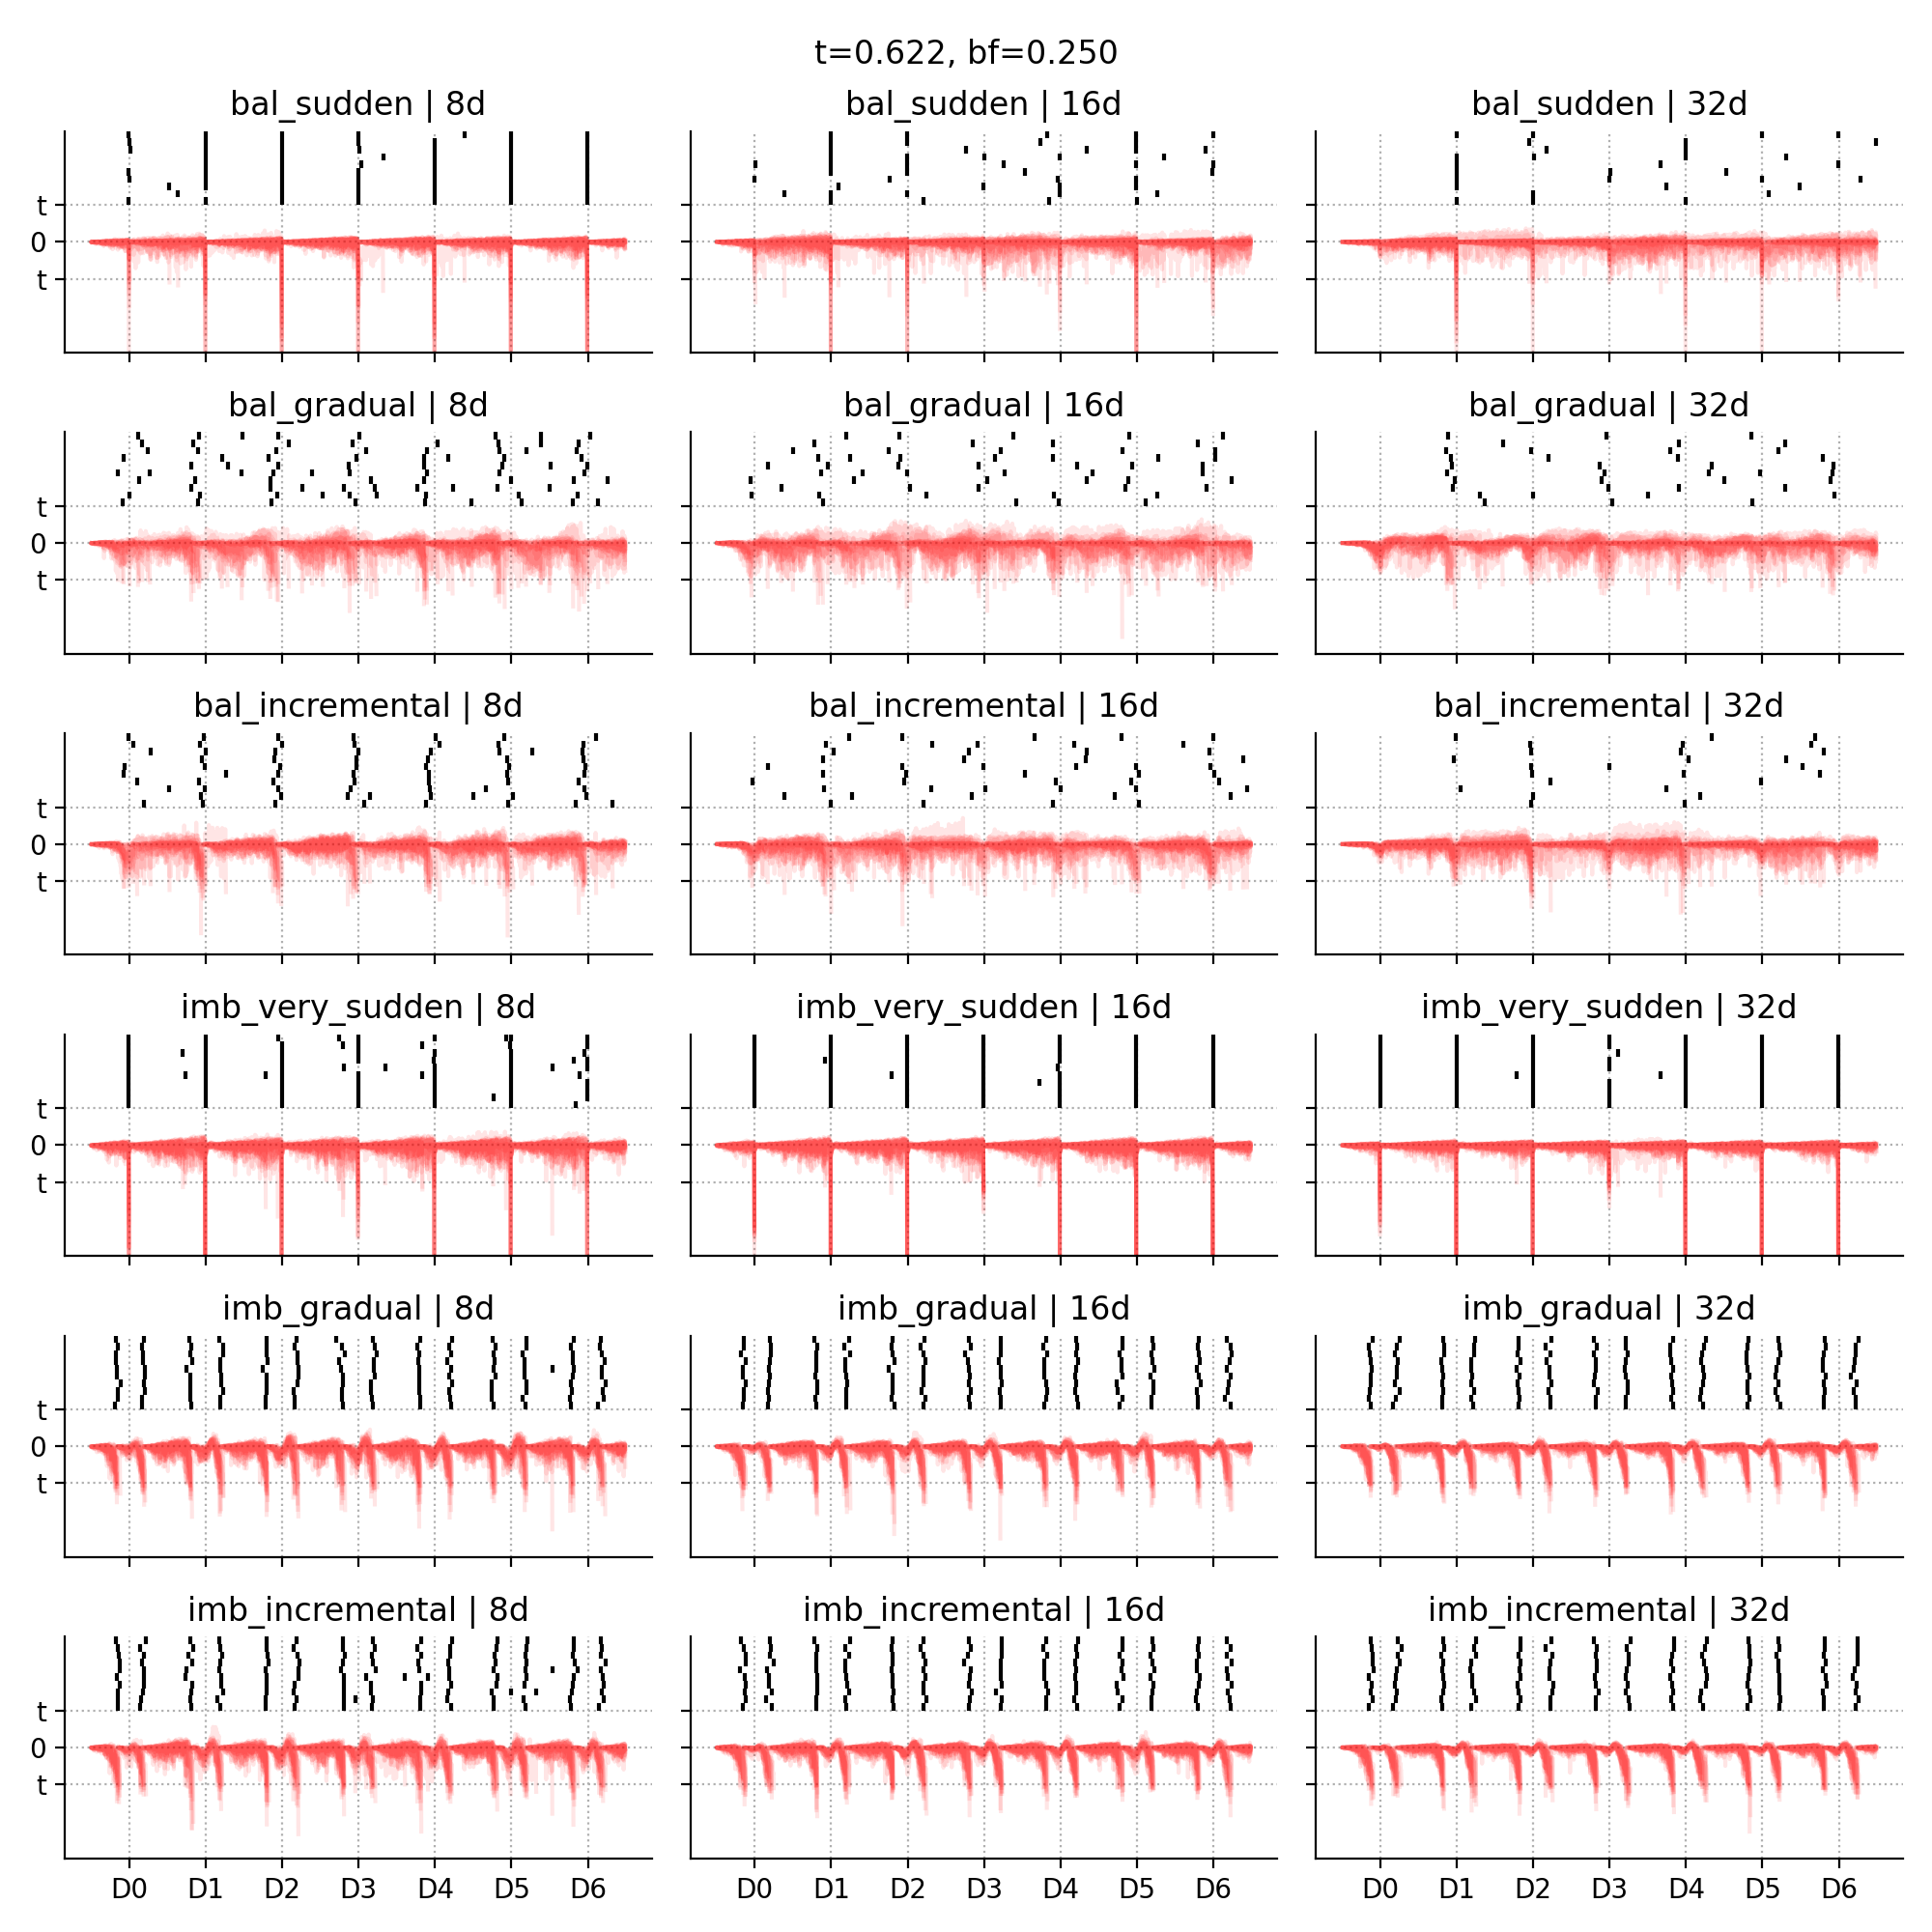 t=0.622, bf=0.250
bal_sudden | 8d
bal_sudden | 16d
bal_sudden | 32d
t
0
t
bal_gradual | 8d
bal_gradual | 16d
bal_gradual | 32d
t
0
t
bal_incremental | 8d
bal_incremental | 16d
bal_incremental | 32d
t
0
t
imb_very_sudden | 8d
imb_very_sudden | 16d
imb_very_sudden | 32d
t
0
t
imb_gradual | 8d
imb_gradual | 16d
imb_gradual | 32d
t
0
t
imb_incremental | 8d
imb_incremental | 16d
imb_incremental | 32d
t
0
t
D0 D1 D2 D3 D4 D5 D6
D0 D1 D2 D3 D4 D5 D6
D0 D1 D2 D3 D4 D5 D6